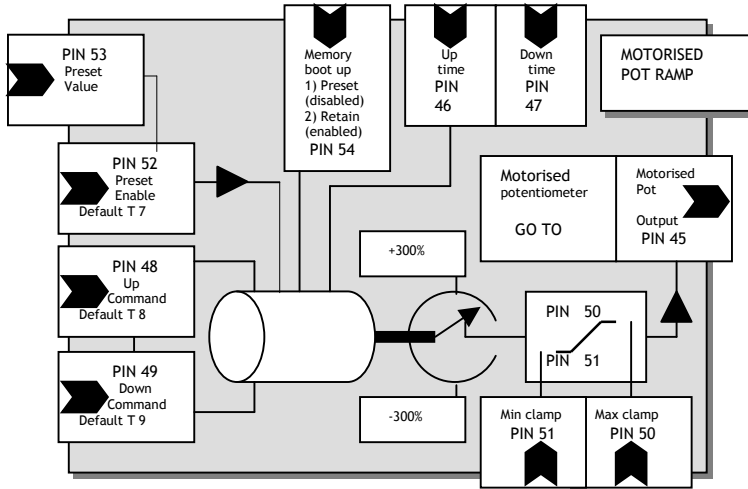 PIN 53
Preset
Value
Memory
boot up
1) Preset
(disabled)
2) Retain
(enabled)
PIN 54
Up
time
PIN
46
Down
time
PIN
47
MOTORISED
POT RAMP
PIN 52
Preset
Enable
Default T 7
Motorised
potentiometer
GO TO
Motorised
Pot
Output
PIN 45
PIN 48
Up
Command
Default T 8
+300%
PIN 50
PIN 51
PIN 49
Down
Command
Default T 9
-300%
Min clamp
PIN 51
Max clamp
PIN 50